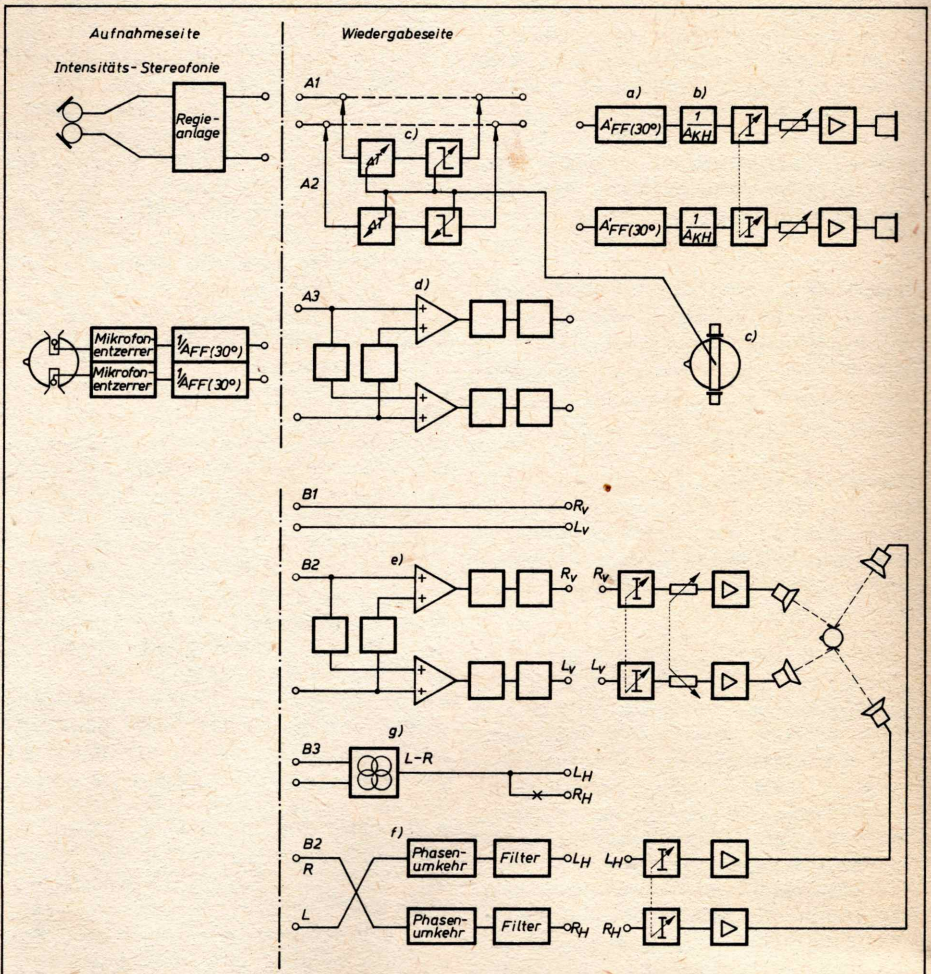 Aufnahmeseite
Wiedergabeseite
Intensitäts-Stereofonie
Regie-
anlage
A1
c)
A2
ΔT
ΔT
a)
b)
A'FF(30°)
1
AKH
A'FF(30°)
1
AKH
Mikrofon-
entzerrer
1/AFF(30°)
Mikrofon-
entzerrer
1/AFF(30°)
A3
d)
+
+
+
+
c)
B1
RV
LV
B2
e)
+
+
+
+
RV
RV
LV
LV
B3
g)
L-R
LH
RH
B2
R
L
f)
Phasen-
umkehr
Filter
LH
LH
Phasen-
umkehr
Filter
RH
RH